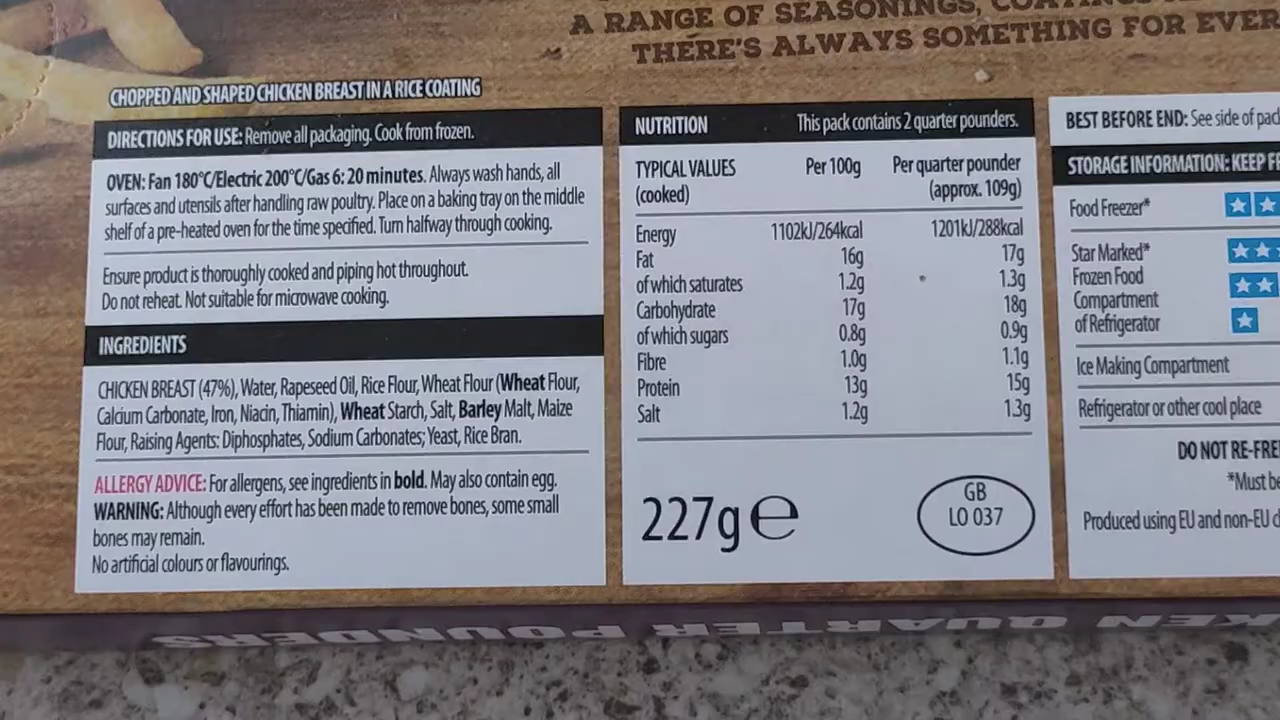 A RANGE OF SEASONINGS,
THERE'S ALWAYS SOMETHING FOR EVER
CHOPPED AND SHAPED CHICKEN BREAST IN A RICE COATING
DIRECTIONS FOR USE: Remove all packaging. Cook from frozen.
OVEN: Fan 180°C/Electric 200°C/Gas 6: 20 minutes. Always wash hands, all
surfaces and utensils after handling raw poultry. Place on a baking tray on the middle
shelf of a pre-heated oven for the time specified. Turn halfway through cooking.
Ensure product is thoroughly cooked and piping hot throughout.
Do not reheat. Not suitable for microwave cooking.
INGREDIENTS
CHICKEN BREAST (47%), Water, Rapeseed Oil, Rice Flour, Wheat Flour (Wheat Flour,
Calcium Carbonate, Iron, Niacin, Thiamin), Wheat Starch, Salt, Barley Malt, Maize
Flour, Raising Agents: Diphosphates, Sodium Carbonates; Yeast, Rice Bran.
ALLERGY ADVICE: For allergens, see ingredients in bold. May also contain egg.
WARNING: Although every effort has been made to remove bones, some small
bones may remain.
No artificial colours or flavourings.
NUTRITION This pack contains 2 quarter pounders.
TYPICAL VALUES Per 100g Per quarter pounder
(cooked) (approx. 109g)
Energy 1102kJ/264kcal 1201kJ/288kcal
Fat 16g 17g
of which saturates 1.2g 1.3g
Carbohydrate 17g 18g
of which sugars 0.8g 0.9g
Fibre 1.0g 1.1g
Protein 13g 15g
Salt 1.2g 1.3g
227g e
GB
LO 037
BEST BEFORE END: See side of pack
STORAGE INFORMATION: KEEP FR
Food Freezer*
Star Marked*
Frozen Food
Compartment
of Refrigerator
Ice Making Compartment
Refrigerator or other cool place
DO NOT RE-FREE
*Must be
Produced using EU and non-EU c
KEN QUARTER POUNDERS